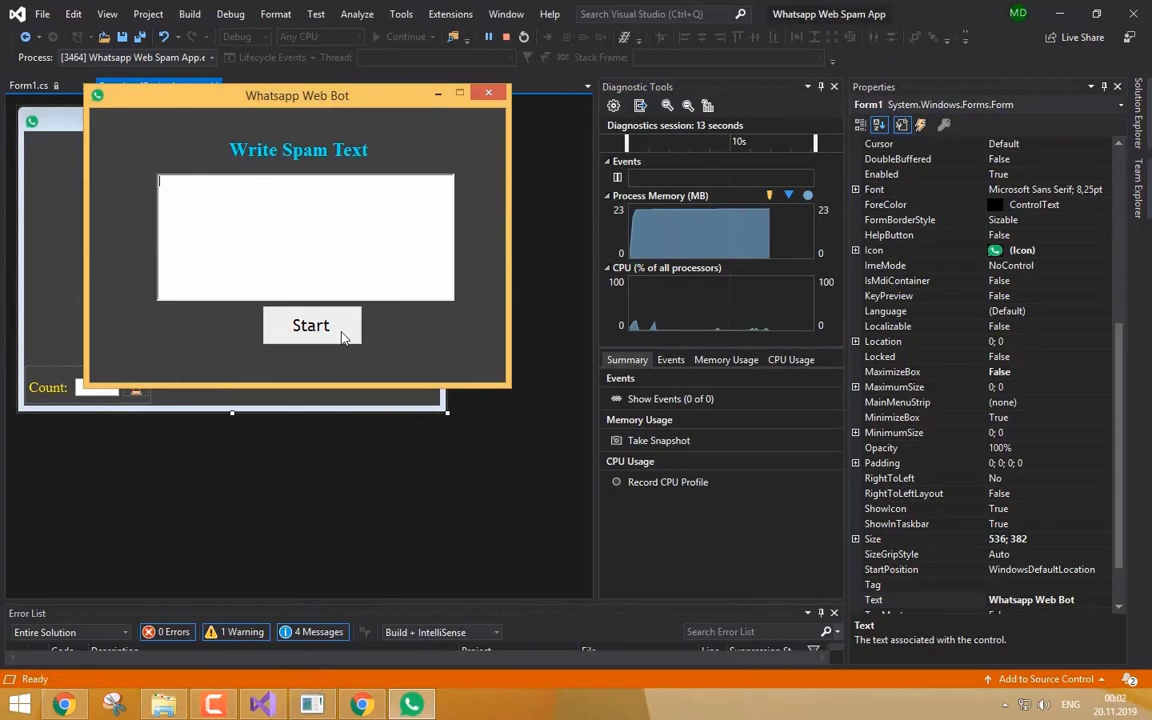 File Edit View Project Build Debug Format Test Analyze Tools Extensions Window Help Search Visual Studio (Ctrl+Q) Whatsapp Web Spam App MD
Debug Any CPU Continue Live Share
Process: [3464] Whatsapp Web Spam App.e Lifecycle Events Thread: Stack Frame:
Form1.cs
Whatsapp Web Bot
Write Spam Text
Start
Count:
Diagnostic Tools
Diagnostics session: 13 seconds
10s
Events
Process Memory (MB)
23 23
0 0
CPU (% of all processors)
100 100
0 0
Summary Events Memory Usage CPU Usage
Events
Show Events (0 of 0)
Memory Usage
Take Snapshot
CPU Usage
Record CPU Profile
Properties
Form1 System.Windows.Forms.Form
Cursor Default
DoubleBuffered False
Enabled True
Font Microsoft Sans Serif; 8,25pt
ForeColor ControlText
FormBorderStyle Sizable
HelpButton False
Icon (Icon)
ImeMode NoControl
IsMdiContainer False
KeyPreview False
Language (Default)
Localizable False
Location 0; 0
Locked False
MaximizeBox False
MaximumSize 0; 0
MainMenuStrip (none)
MinimizeBox True
MinimumSize 0; 0
Opacity 100%
Padding 0; 0; 0; 0
RightToLeft No
RightToLeftLayout False
ShowIcon True
ShowInTaskbar True
Size 536; 382
SizeGripStyle Auto
StartPosition WindowsDefaultLocation
Tag
Text Whatsapp Web Bot
Text
The text associated with the control.
Solution Explorer
Team Explorer
Error List
Entire Solution 0 Errors 1 Warning 4 Messages Build + IntelliSense Search Error List
Ready Add to Source Control 2
ENG
00:02
20.11.2019